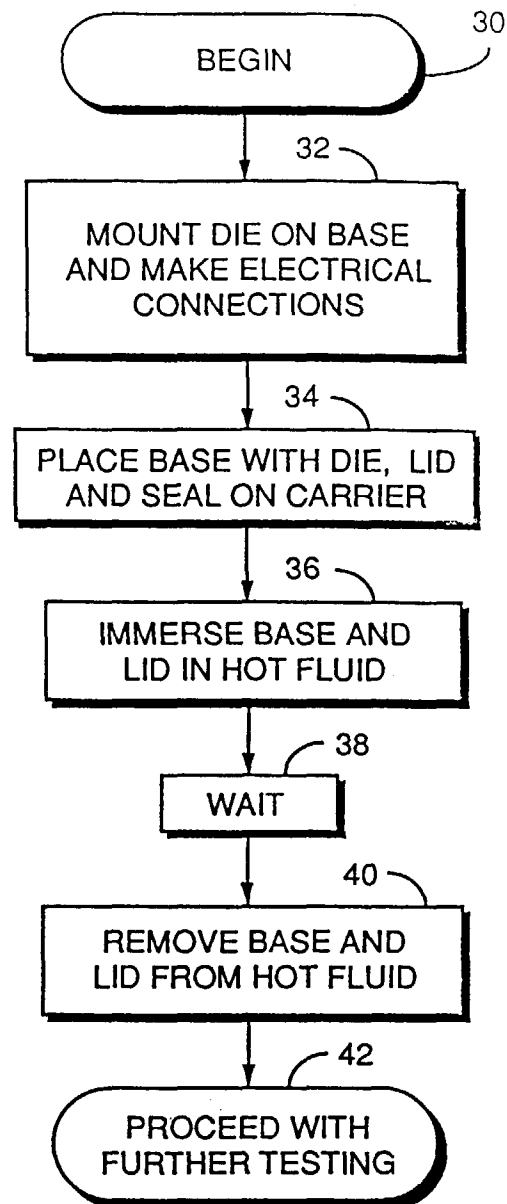 BEGIN
30
32
MOUNT DIE ON BASE
AND MAKE ELECTRICAL
CONNECTIONS
34
PLACE BASE WITH DIE, LID
AND SEAL ON CARRIER
36
IMMERSE BASE AND
LID IN HOT FLUID
38
WAIT
40
REMOVE BASE AND
LID FROM HOT FLUID
42
PROCEED WITH
FURTHER TESTING